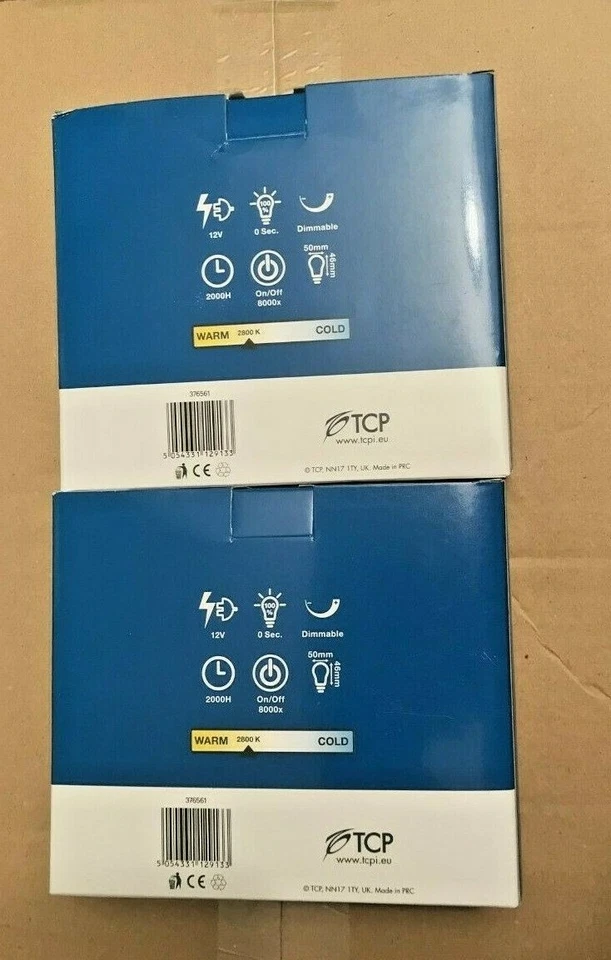 12V
100 %
0 Sec.
Dimmable
2000H
On/Off
8000x
50mm
46mm
WARM 2800 K COLD
376561
5 054331 129133
TCP
www.tcpi.eu
CE
© TCP, NN17 1TY, UK. Made in PRC
12V
100 %
0 Sec.
Dimmable
2000H
On/Off
8000x
50mm
46mm
WARM 2800 K COLD
376561
5 054331 129133
TCP
www.tcpi.eu
CE
© TCP, NN17 1TY, UK. Made in PRC